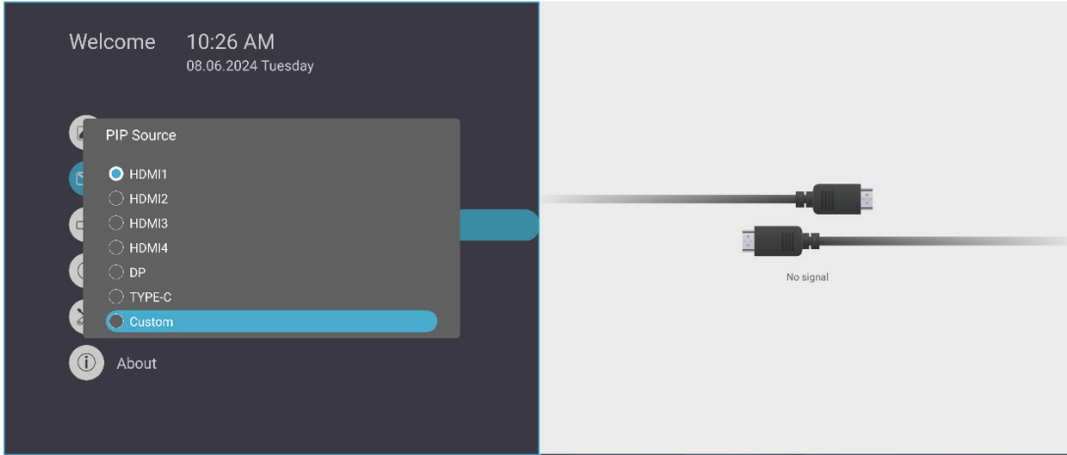 Welcome 10:26 AM
08.06.2024 Tuesday
PIP Source
HDMI1
HDMI2
HDMI3
HDMI4
DP
TYPE-C
Custom
About
No signal